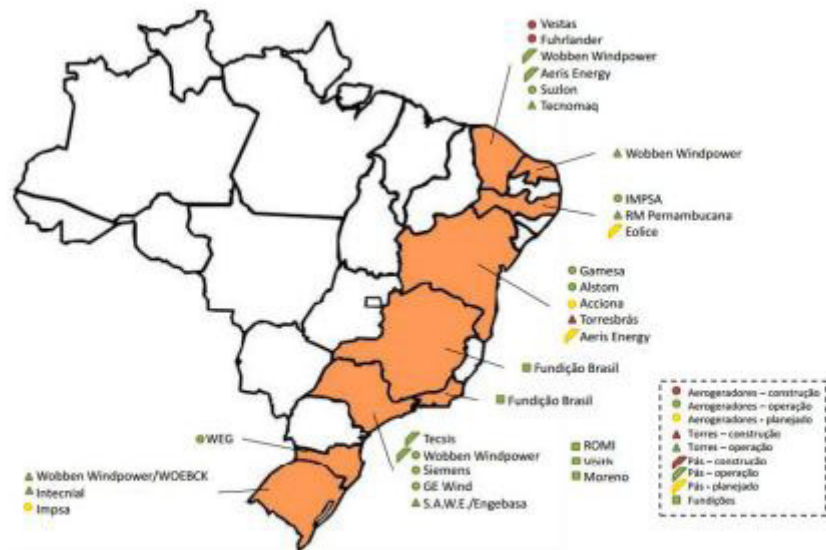 Vestas
Fuhrlander
Wobben Windpower
Aeris Energy
Suzlon
Tecnomaq
Wobben Windpower
IMPSA
RM Pernambucana
Eolice
Gamesa
Alstom
Acciona
Torresbrás
Aeris Energy
Fundição Brasil
Fundição Brasil
WEG
Tecsis
Wobben Windpower
Siemens
GE Wind
S.A.W.E./Engebasa
ROMI
Moreno
Wobben Windpower/WOEBCK
Intecnial
Impsa
Aerogeradores – construção
Aerogeradores – operação
Aerogeradores - planejado
Torres – construção
Torres – operação
Pás – construção
Pás – operação
Pás - planejado
Fundições